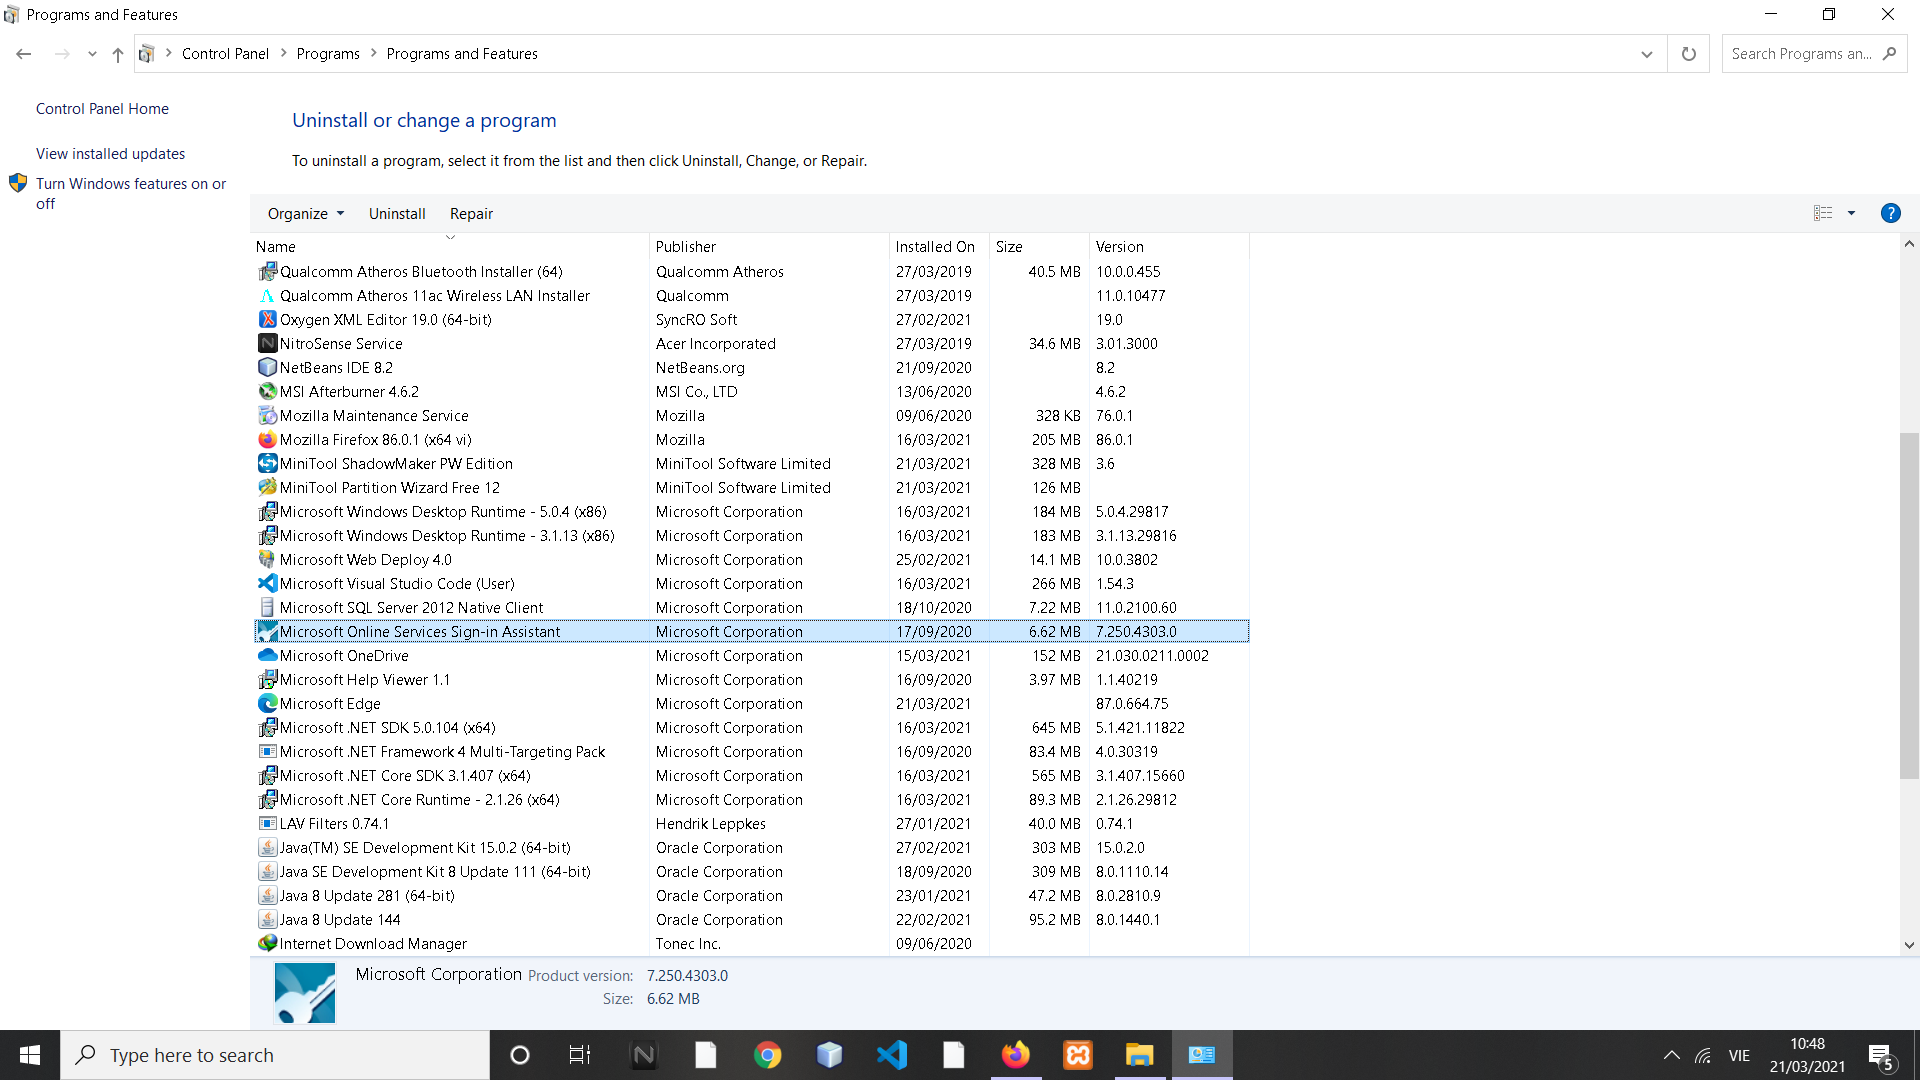 Programs and Features
Control Panel Programs Programs and Features
Search Programs an...
Control Panel Home
View installed updates
Turn Windows features on or
off
Uninstall or change a program
To uninstall a program, select it from the list and then click Uninstall, Change, or Repair.
Organize Uninstall Repair
?
Name Publisher Installed On Size Version
Qualcomm Atheros Bluetooth Installer (64) Qualcomm Atheros 27/03/2019 40.5 MB 10.0.0.455
Qualcomm Atheros 11ac Wireless LAN Installer Qualcomm 27/03/2019 11.0.10477
Oxygen XML Editor 19.0 (64-bit) SyncRO Soft 27/02/2021 19.0
NitroSense Service Acer Incorporated 27/03/2019 34.6 MB 3.01.3000
NetBeans IDE 8.2 NetBeans.org 21/09/2020 8.2
MSI Afterburner 4.6.2 MSI Co., LTD 13/06/2020 4.6.2
Mozilla Maintenance Service Mozilla 09/06/2020 328 KB 76.0.1
Mozilla Firefox 86.0.1 (x64 vi) Mozilla 16/03/2021 205 MB 86.0.1
MiniTool ShadowMaker PW Edition MiniTool Software Limited 21/03/2021 328 MB 3.6
MiniTool Partition Wizard Free 12 MiniTool Software Limited 21/03/2021 126 MB
Microsoft Windows Desktop Runtime - 5.0.4 (x86) Microsoft Corporation 16/03/2021 184 MB 5.0.4.29817
Microsoft Windows Desktop Runtime - 3.1.13 (x86) Microsoft Corporation 16/03/2021 183 MB 3.1.13.29816
Microsoft Web Deploy 4.0 Microsoft Corporation 25/02/2021 14.1 MB 10.0.3802
Microsoft Visual Studio Code (User) Microsoft Corporation 16/03/2021 266 MB 1.54.3
Microsoft SQL Server 2012 Native Client Microsoft Corporation 18/10/2020 7.22 MB 11.0.2100.60
Microsoft Online Services Sign-in Assistant Microsoft Corporation 17/09/2020 6.62 MB 7.250.4303.0
Microsoft OneDrive Microsoft Corporation 15/03/2021 152 MB 21.030.0211.0002
Microsoft Help Viewer 1.1 Microsoft Corporation 16/09/2020 3.97 MB 1.1.40219
Microsoft Edge Microsoft Corporation 21/03/2021 87.0.664.75
Microsoft .NET SDK 5.0.104 (x64) Microsoft Corporation 16/03/2021 645 MB 5.1.421.11822
Microsoft .NET Framework 4 Multi-Targeting Pack Microsoft Corporation 16/09/2020 83.4 MB 4.0.30319
Microsoft .NET Core SDK 3.1.407 (x64) Microsoft Corporation 16/03/2021 565 MB 3.1.407.15660
Microsoft .NET Core Runtime - 2.1.26 (x64) Microsoft Corporation 16/03/2021 89.3 MB 2.1.26.29812
LAV Filters 0.74.1 Hendrik Leppkes 27/01/2021 40.0 MB 0.74.1
Java(TM) SE Development Kit 15.0.2 (64-bit) Oracle Corporation 27/02/2021 303 MB 15.0.2.0
Java SE Development Kit 8 Update 111 (64-bit) Oracle Corporation 18/09/2020 309 MB 8.0.1110.14
Java 8 Update 281 (64-bit) Oracle Corporation 23/01/2021 47.2 MB 8.0.2810.9
Java 8 Update 144 Oracle Corporation 22/02/2021 95.2 MB 8.0.1440.1
Internet Download Manager Tonec Inc. 09/06/2020
Microsoft Corporation Product version: 7.250.4303.0
Size: 6.62 MB
Type here to search
VIE
10:48
21/03/2021
5